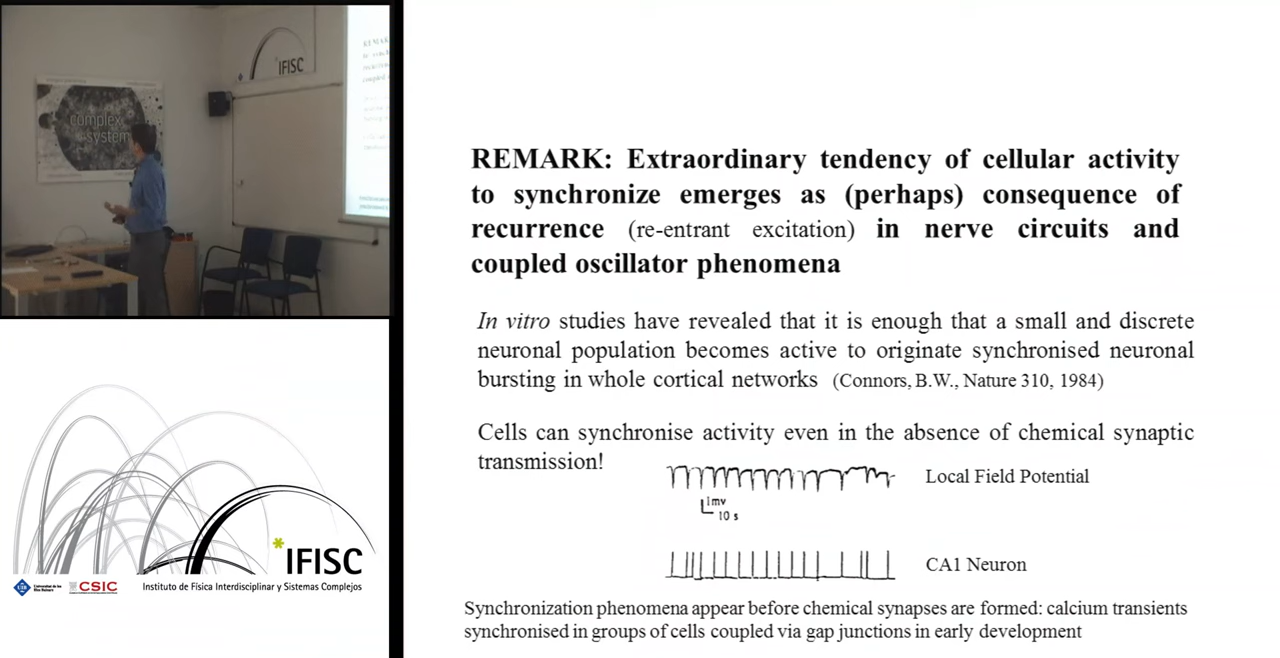 complex
system
IFISC
REMARK: Extraordinary tendency of cellular activity
to synchronize emerges as (perhaps) consequence of
recurrence (re-entrant excitation) in nerve circuits and
coupled oscillator phenomena
In vitro studies have revealed that it is enough that a small and discrete
neuronal population becomes active to originate synchronised neuronal
bursting in whole cortical networks (Connors, B.W., Nature 310, 1984)
Cells can synchronise activity even in the absence of chemical synaptic
transmission!
Local Field Potential
1mv
10 s
CA1 Neuron
Synchronization phenomena appear before chemical synapses are formed: calcium transients
synchronised in groups of cells coupled via gap junctions in early development
IFISC
UIB
CSIC
Instituto de Física Interdisciplinar y Sistemas Complejos